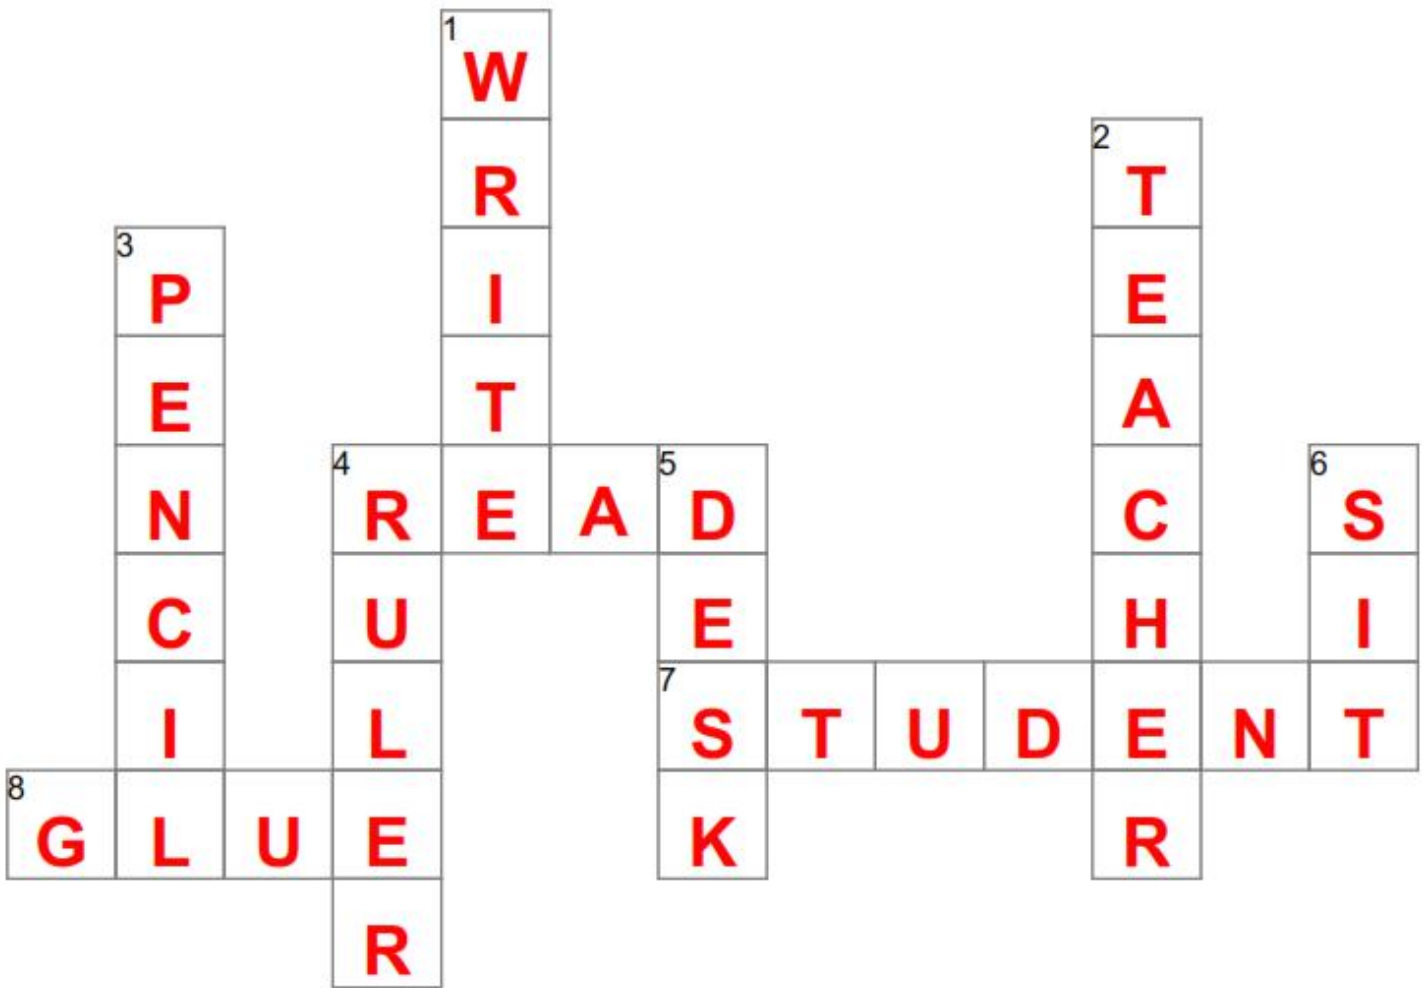 1 W
R 2 T
3 P I E
E T A
N 4 R E A 5 D C 6 S
C U E H I
I L 7 S T U D E N T
8 G L U E K R
R